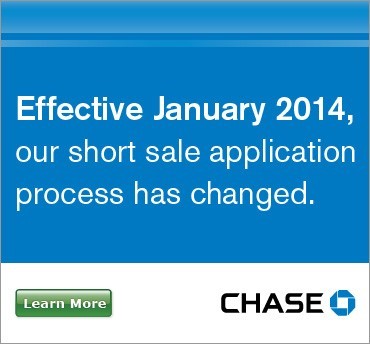 Effective January 2014,
our short sale application
process has changed.
Learn More
CHASE